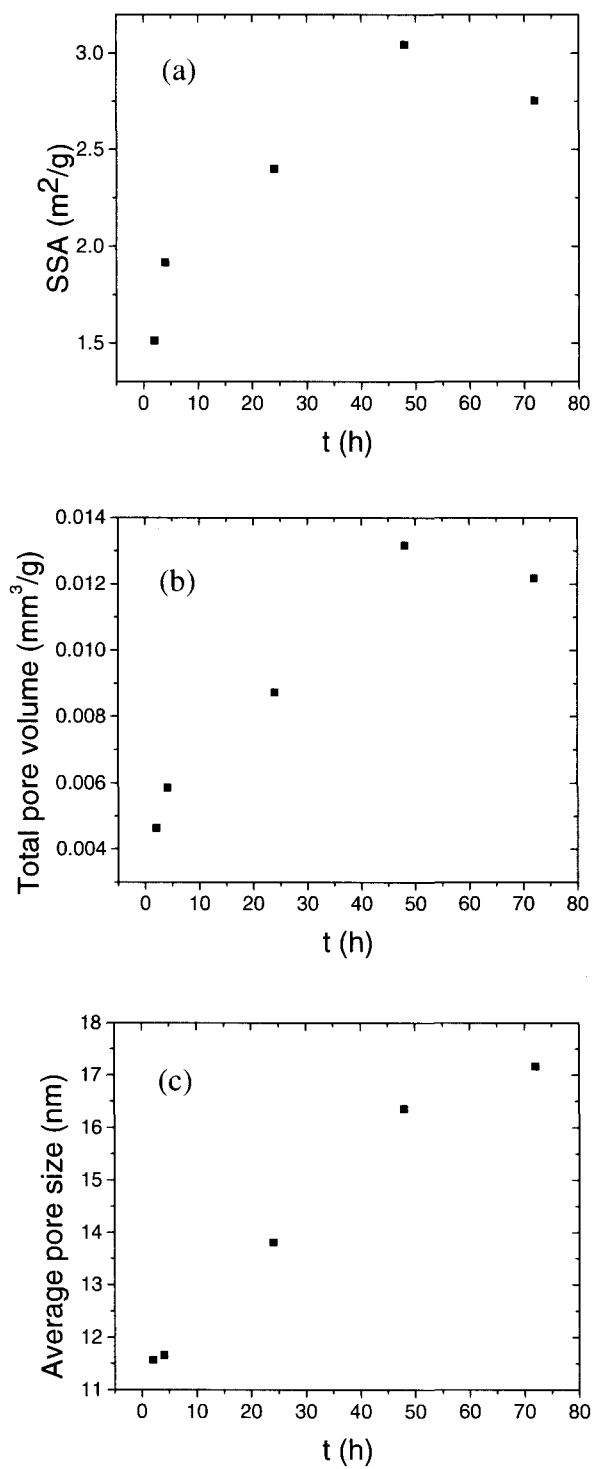 (a)
SSA (m²/g)
3.0
2.5
2.0
1.5
0 10 20 30 40 50 60 70 80
t (h)
(b)
Total pore volume (mm³/g)
0.014
0.012
0.010
0.008
0.006
0.004
0 10 20 30 40 50 60 70 80
t (h)
(c)
Average pore size (nm)
18
17
16
15
14
13
12
11
0 10 20 30 40 50 60 70 80
t (h)